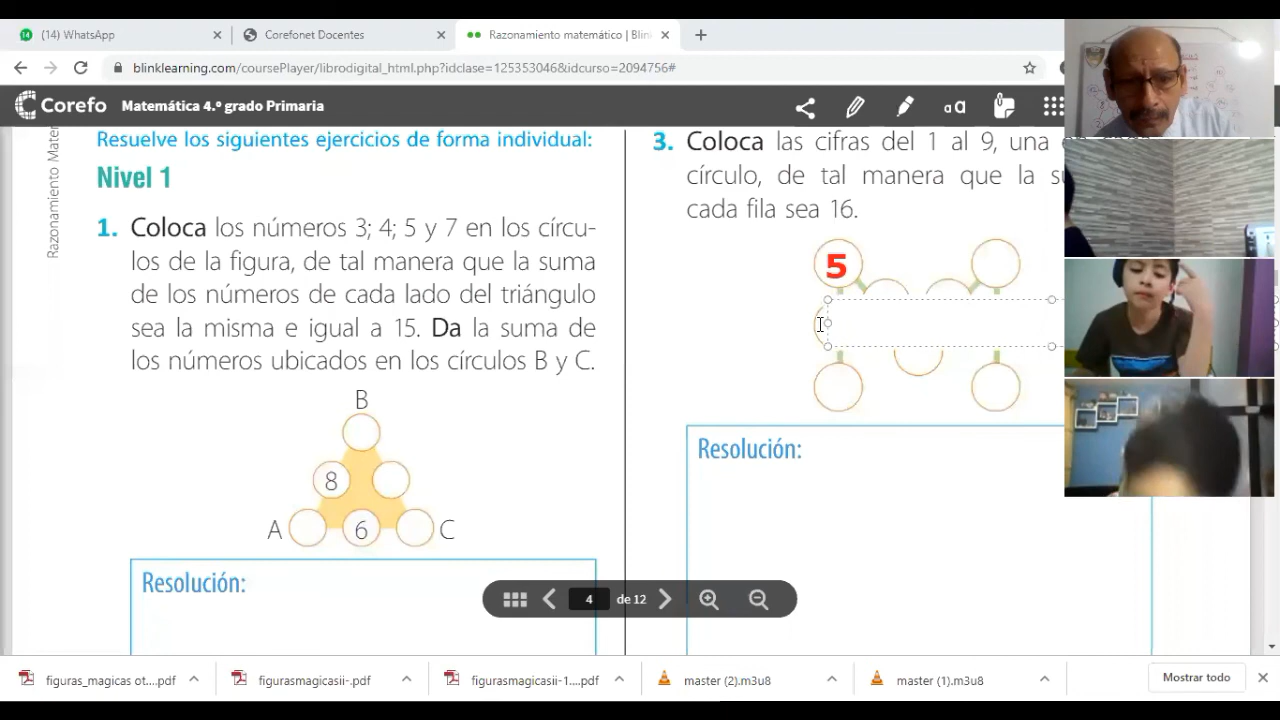 (14) WhatsApp
Corefonet Docentes
Razonamiento matemático | Blin
blinklearning.com/coursePlayer/librodigital_html.php?idclase=125353046&idcurso=2094756#
Corefo
Matemática 4.º grado Primaria
aA
Razonamiento Mater
Resuelve los siguientes ejercicios de forma individual:
Nivel 1
1. Coloca los números 3; 4; 5 y 7 en los círcu-
los de la figura, de tal manera que la suma
de los números de cada lado del triángulo
sea la misma e igual a 15. Da la suma de
los números ubicados en los círculos B y C.
B
8
A
6
C
Resolución:
3. Coloca las cifras del 1 al 9, una
círculo, de tal manera que la su
cada fila sea 16.
5
Resolución:
4 de 12
figuras_magicas ot....pdf
figurasmagicasii-.pdf
figurasmagicasii-1....pdf
master (2).m3u8
master (1).m3u8
Mostrar todo